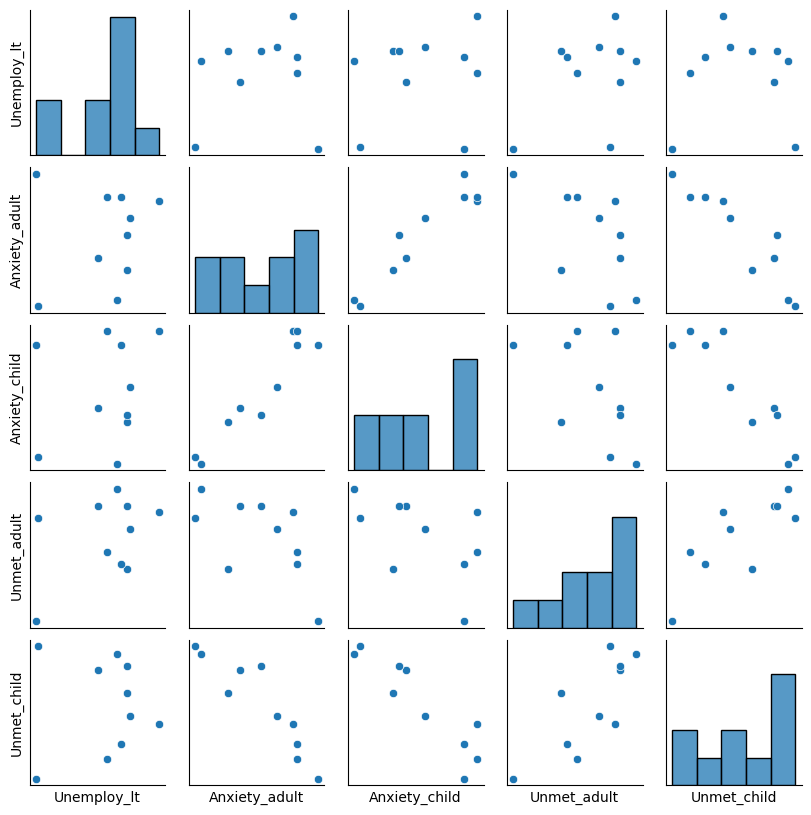 Unemploy_lt
Anxiety_adult
Anxiety_child
Unmet_adult
Unmet_child
Unemploy_lt
Anxiety_adult
Anxiety_child
Unmet_adult
Unmet_child